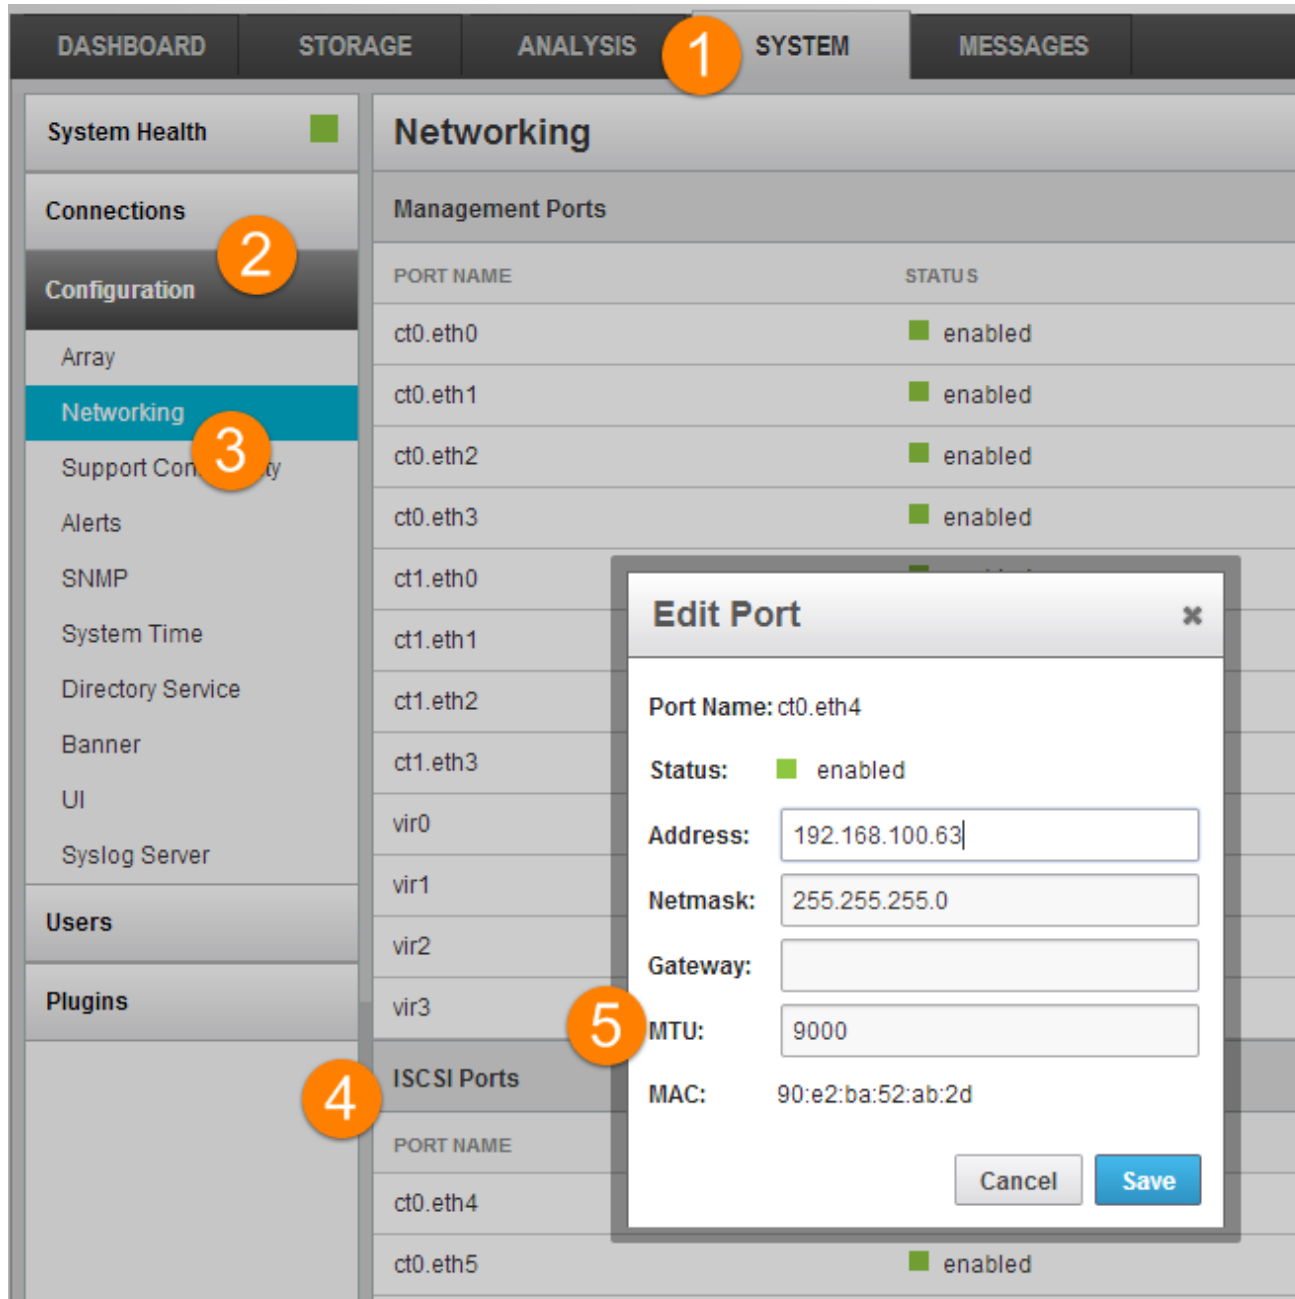 DASHBOARD STORAGE ANALYSIS 1 SYSTEM MESSAGES
System Health
Connections
2
Configuration
Array
Networking
3
Support Con ty
Alerts
SNMP
System Time
Directory Service
Banner
UI
Syslog Server
Users
Plugins
Networking
Management Ports
PORT NAME STATUS
ct0.eth0 enabled
ct0.eth1 enabled
ct0.eth2 enabled
ct0.eth3 enabled
ct1.eth0
ct1.eth1
ct1.eth2
ct1.eth3
vir0
vir1
vir2
vir3
4 ISCSI Ports
PORT NAME
ct0.eth4
ct0.eth5 enabled
Edit Port
Port Name: ct0.eth4
Status: enabled
Address: 192.168.100.63
Netmask: 255.255.255.0
Gateway:
5 MTU: 9000
MAC: 90:e2:ba:52:ab:2d
Cancel Save